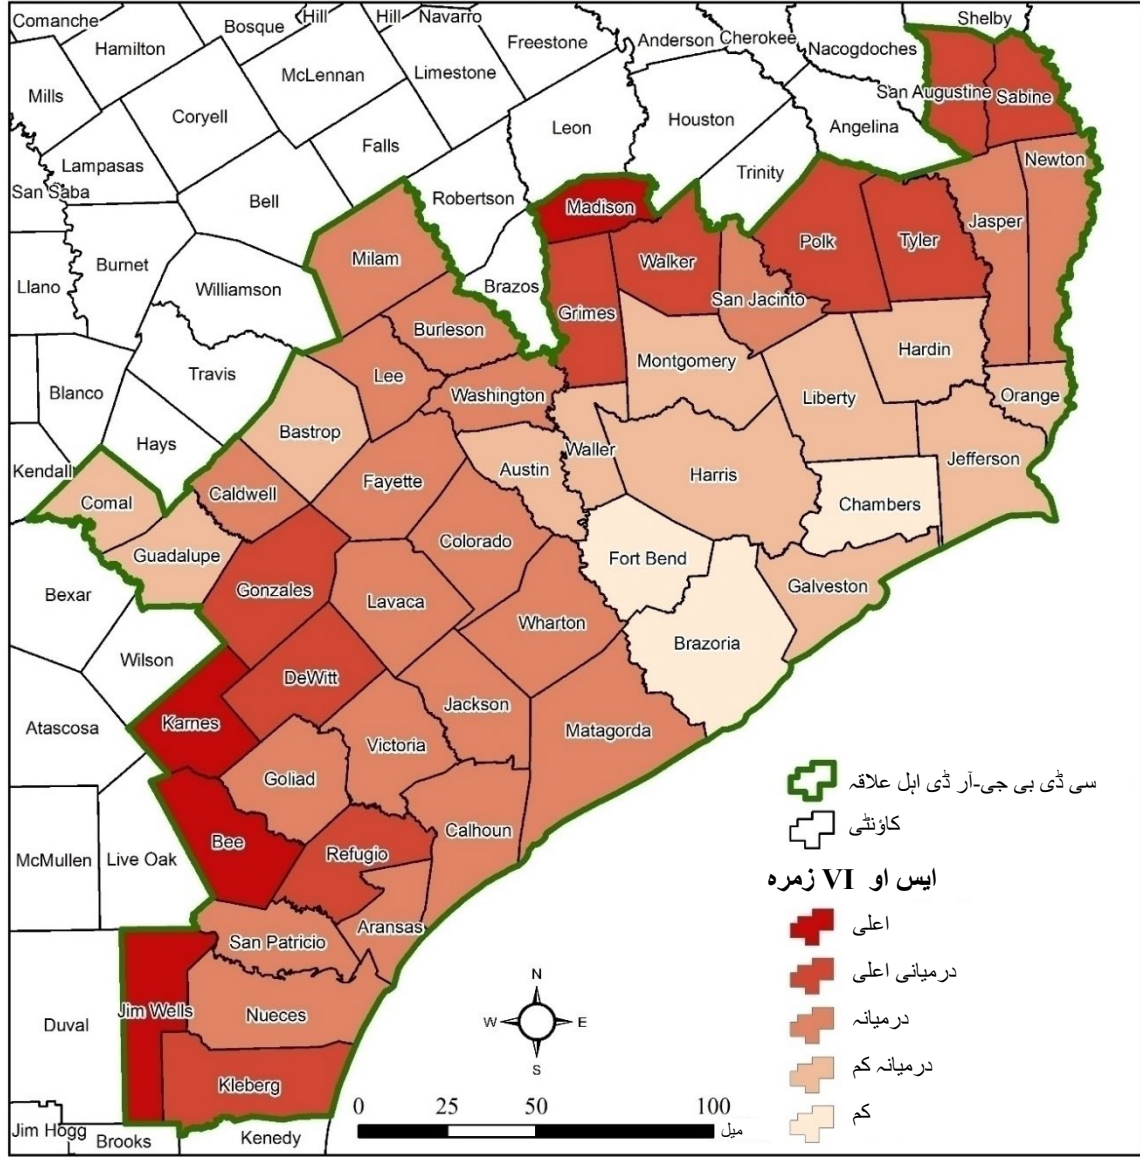 Comanche
Hill
Hill
Navarro
Shelby
Bosque
Hamilton
Freestone
Anderson
Cherokee
Nacogdoches
McLennan
Limestone
Mills
San Augustine
Sabine
Coryell
Leon
Houston
Angelina
Falls
Lampasas
Newton
Trinity
San Saba
Bell
Robertson
Madison
Jasper
Polk
Tyler
Milam
Walker
Burnet
Llano
Williamson
Brazos
San Jacinto
Grimes
Burleson
Hardin
Montgomery
Travis
Lee
Blanco
Washington
Liberty
Orange
Bastrop
Hays
Waller
Jefferson
Kendall
Austin
Harris
Fayette
Caldwell
Comal
Chambers
Colorado
Guadalupe
Fort Bend
Galveston
Gonzales
Bexar
Lavaca
Wharton
Brazoria
Wilson
DeWitt
Jackson
Karnes
Atascosa
Matagorda
Victoria
Goliad
سی ڈی بی جی-آر ڈی اہل علاقہ
Calhoun
کاؤنٹی
Bee
Refugio
McMullen
Live Oak
ایس او VI زمرہ
Aransas
اعلی
San Patricio
درمیانی اعلی
Jim Wells
Nueces
Duval
N
W E
S
درمیانہ
Kleberg
درمیانہ کم
0 25 50 100
میل
کم
Jim Hogg
Brooks
Kenedy